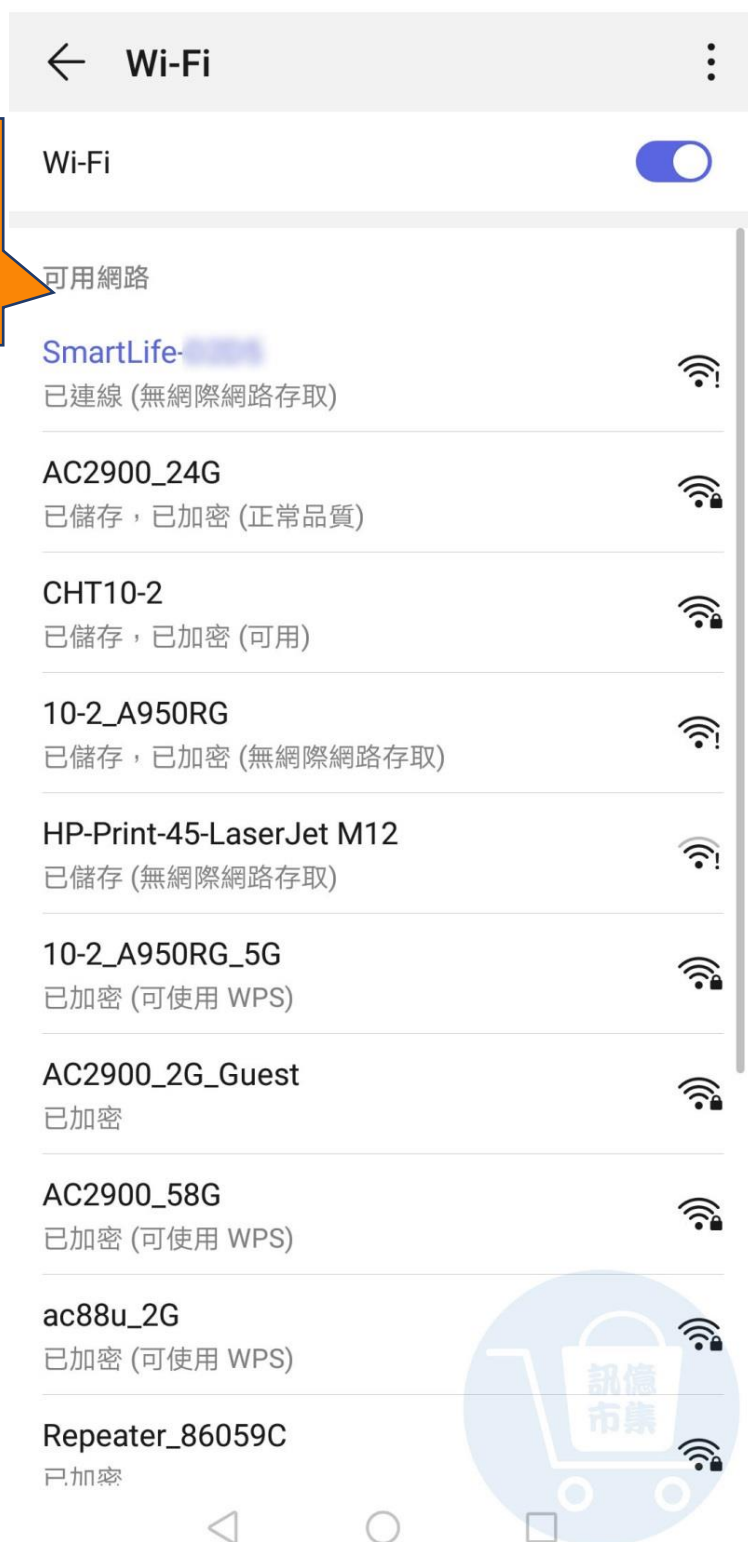 Wi-Fi
Wi-Fi
可用網路
SmartLife-
已連線 (無網際網路存取)
AC2900_24G
已儲存，已加密 (正常品質)
CHT10-2
已儲存，已加密 (可用)
10-2_A950RG
已儲存，已加密 (無網際網路存取)
HP-Print-45-LaserJet M12
已儲存 (無網際網路存取)
10-2_A950RG_5G
已加密 (可使用 WPS)
AC2900_2G_Guest
已加密
AC2900_58G
已加密 (可使用 WPS)
ac88u_2G
已加密 (可使用 WPS)
訊億
市集
Repeater_86059C
已加密